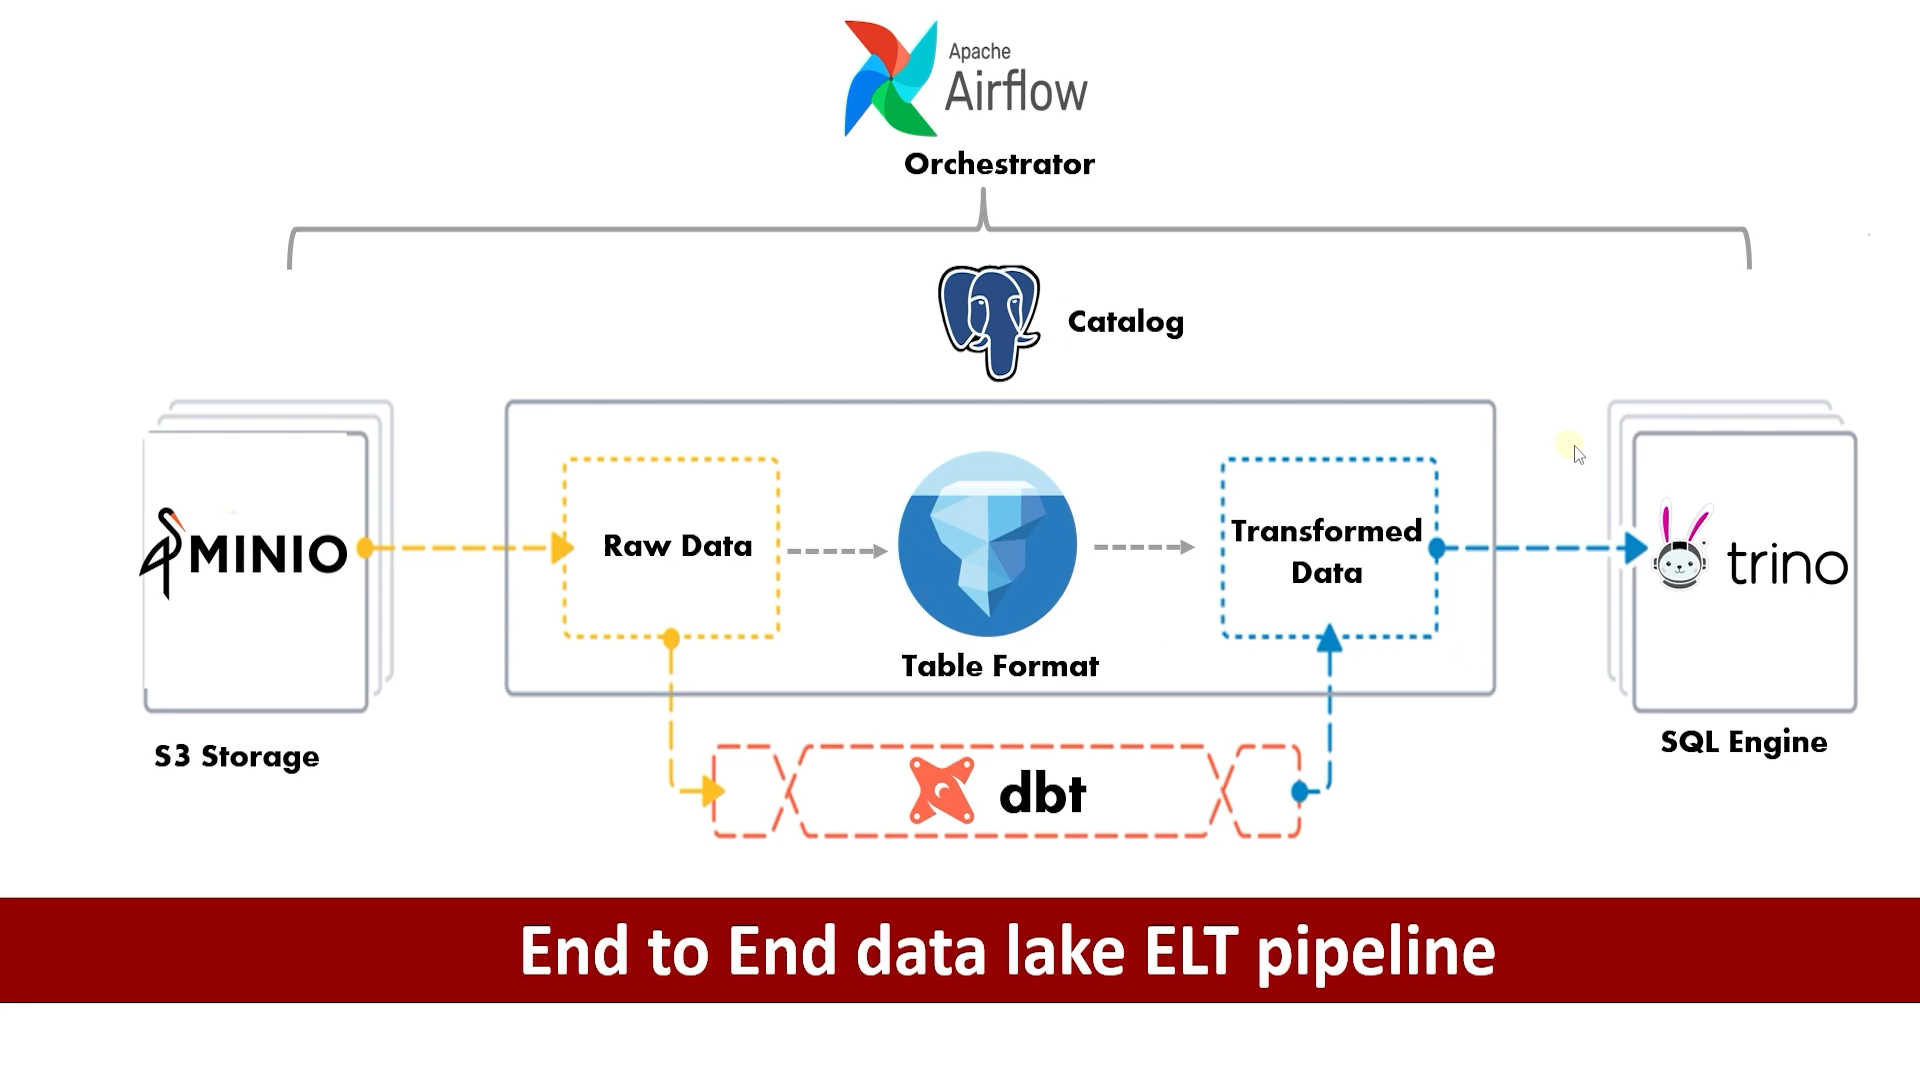 Apache
Airflow
Orchestrator
Catalog
MINIO
Raw Data
Transformed
Data
trino
Table Format
S3 Storage
SQL Engine
dbt
End to End data lake ELT pipeline